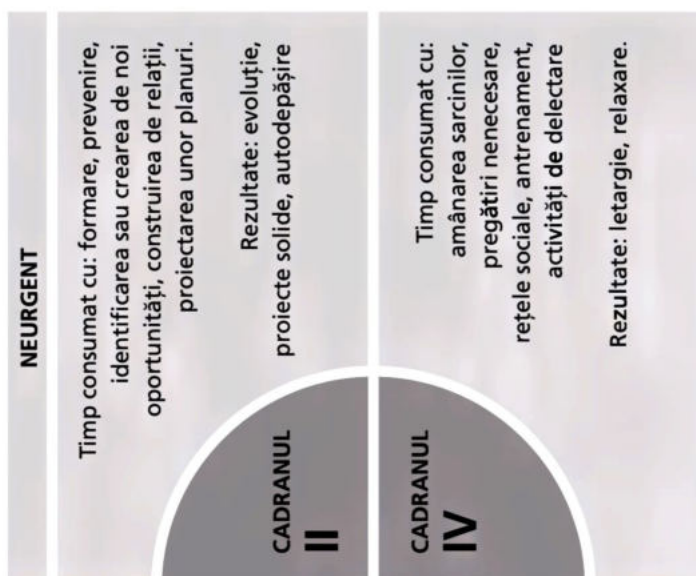 NEURGENT
Timp consumat cu: formare, prevenire,
identificarea sau crearea de noi
oportunități, construirea de relații,
proiectarea unor planuri.
Rezultate: evoluție,
proiecte solide, autodepășire
CADRANUL
II
Timp consumat cu:
amânarea sarcinilor,
pregătiri nenecesare,
rețele sociale, antrenament,
activități de delectare
Rezultate: letargie, relaxare.
CADRANUL
IV